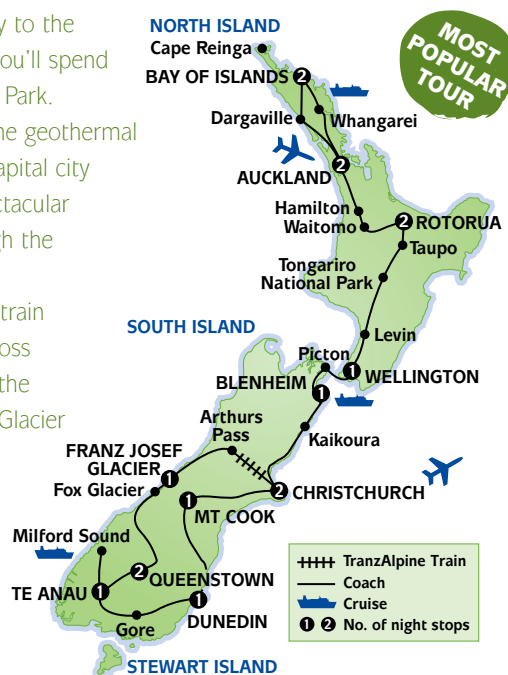 y to the
ou'll spend
Park.
ne geothermal
apital city
ctacular
gh the
train
oss
the
Glacier
MOST
POPULAR
TOUR
NORTH ISLAND
Cape Reinga
BAY OF ISLANDS 2
Dargaville
Whangarei
2
AUCKLAND
Hamilton
Waitomo
2 ROTORUA
Taupo
Tongariro
National Park
Levin
SOUTH ISLAND
Picton
1 WELLINGTON
BLENHEIM 1
Arthurs
Pass
Kaikoura
FRANZ JOSEF
GLACIER 1
Fox Glacier
2 CHRISTCHURCH
1
MT COOK
Milford Sound
2 QUEENSTOWN
TE ANAU 1
1
DUNEDIN
Gore
STEWART ISLAND
TranzAlpine Train
Coach
Cruise
1 2 No. of night stops